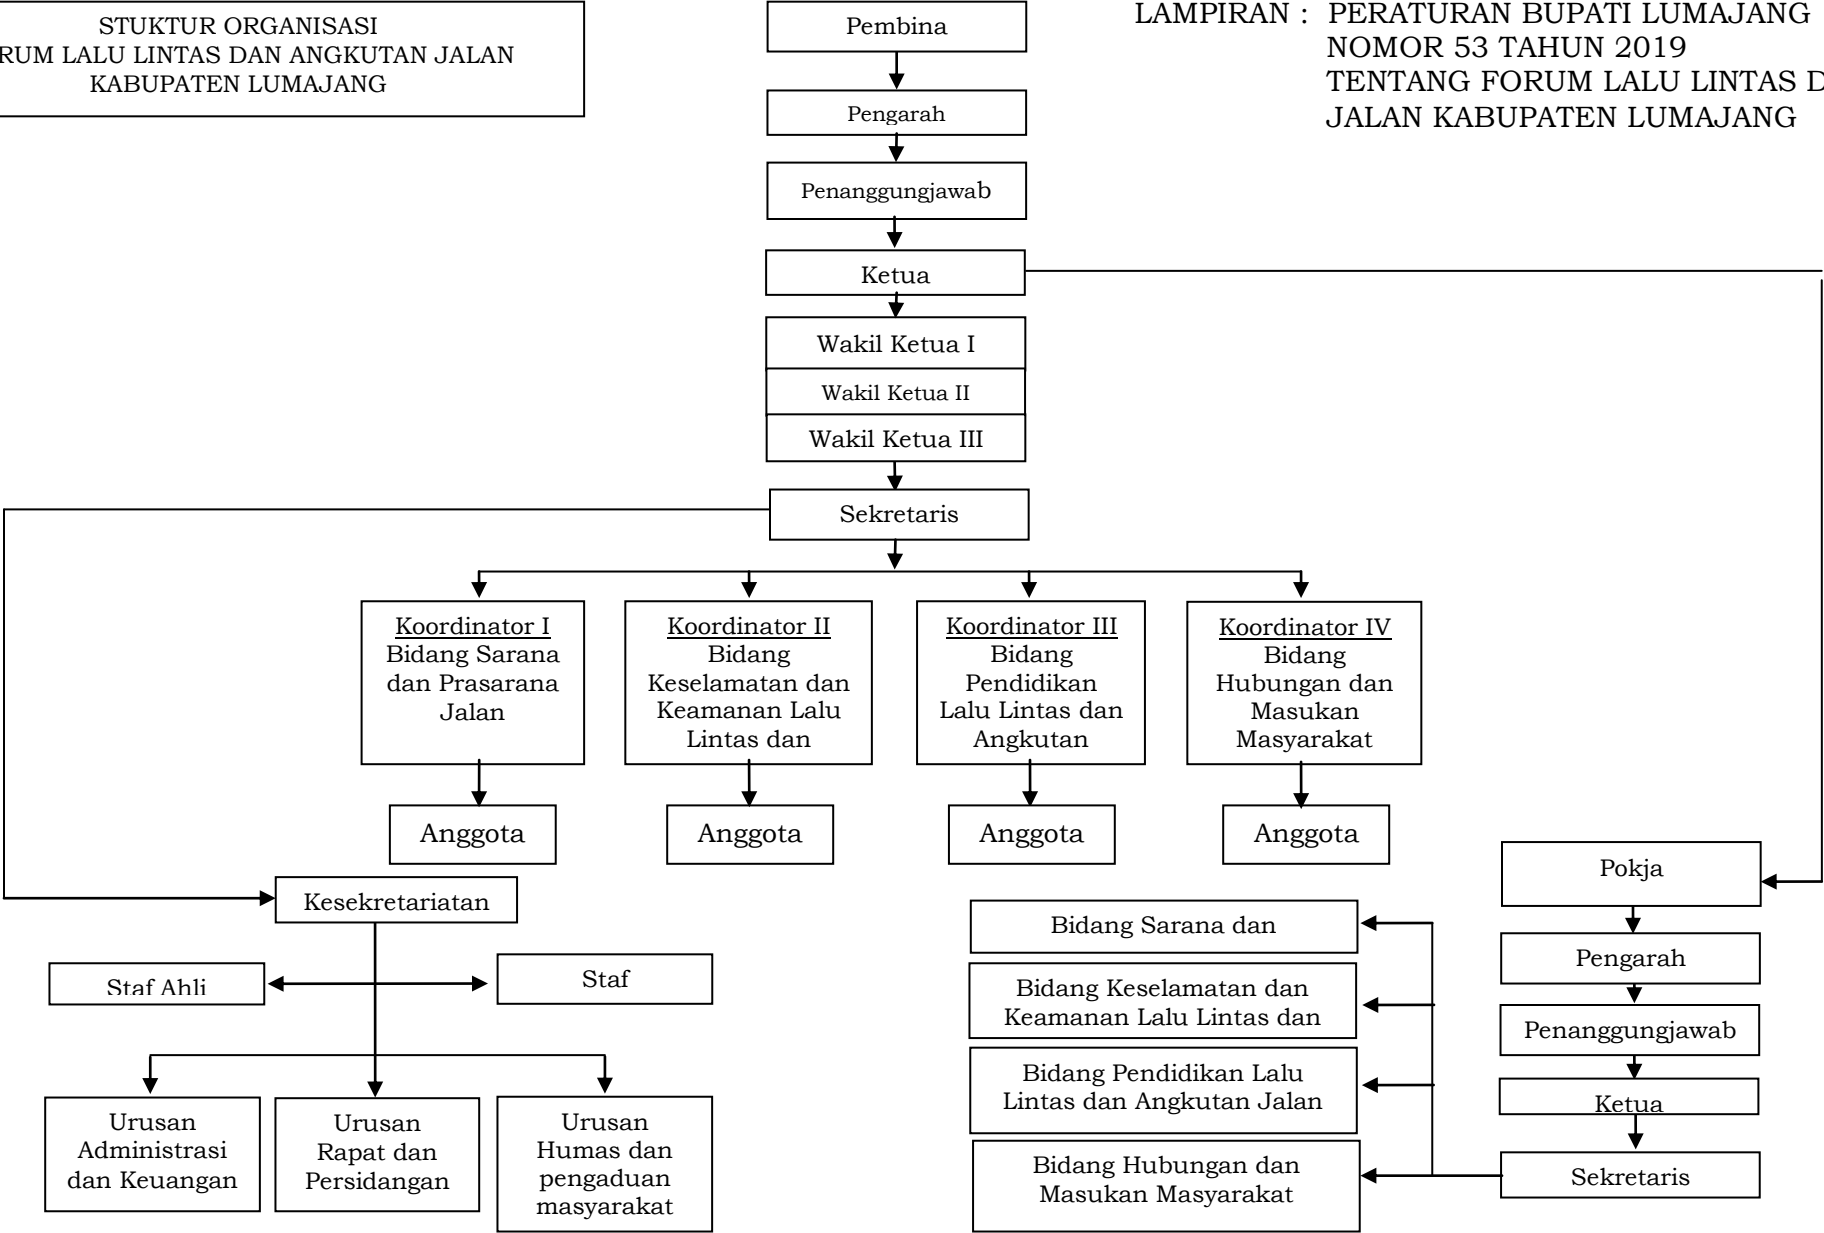 STUKTUR ORGANISASI
RUM LALU LINTAS DAN ANGKUTAN JALAN
KABUPATEN LUMAJANG
LAMPIRAN : PERATURAN BUPATI LUMAJANG
NOMOR 53 TAHUN 2019
TENTANG FORUM LALU LINTAS D
JALAN KABUPATEN LUMAJANG
Pembina
Pengarah
Penanggungjawab
Ketua
Wakil Ketua I
Wakil Ketua II
Wakil Ketua III
Sekretaris
Koordinator I
Bidang Sarana
dan Prasarana
Jalan
Koordinator II
Bidang
Keselamatan dan
Keamanan Lalu
Lintas dan
Koordinator III
Bidang
Pendidikan
Lalu Lintas dan
Angkutan
Koordinator IV
Bidang
Hubungan dan
Masukan
Masyarakat
Anggota
Anggota
Anggota
Anggota
Kesekretariatan
Staf Ahli
Staf
Urusan
Administrasi
dan Keuangan
Urusan
Rapat dan
Persidangan
Urusan
Humas dan
pengaduan
masyarakat
Bidang Sarana dan
Bidang Keselamatan dan
Keamanan Lalu Lintas dan
Bidang Pendidikan Lalu
Lintas dan Angkutan Jalan
Bidang Hubungan dan
Masukan Masyarakat
Pokja
Pengarah
Penanggungjawab
Ketua
Sekretaris